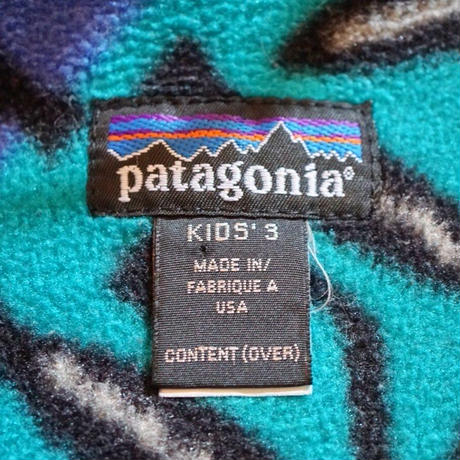 patagonia®
KIDS' 3
MADE IN/
FABRIQUE A
USA
CONTENT (OVER)